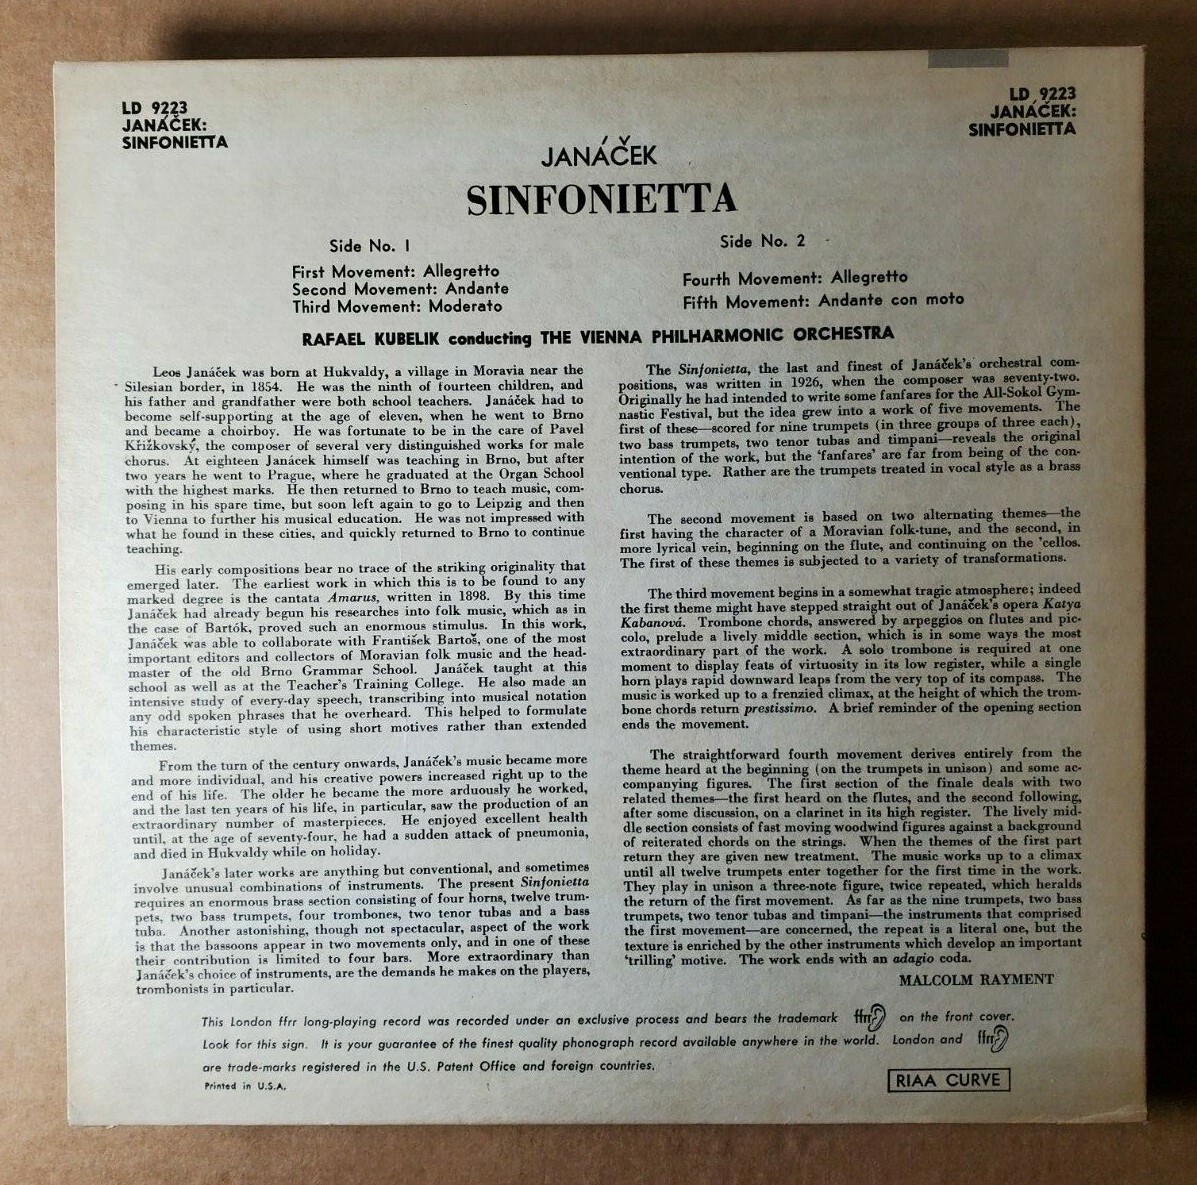 LD 9223
JANÁČEK:
SINFONIETTA
LD 9223
JANÁČEK:
SINFONIETTA
JANÁČEK
SINFONIETTA
Side No. 1
First Movement: Allegretto
Second Movement: Andante
Third Movement: Moderato
Side No. 2
Fourth Movement: Allegretto
Fifth Movement: Andante con moto
RAFAEL KUBELIK conducting THE VIENNA PHILHARMONIC ORCHESTRA
Leos Janáček was born at Hukvaldy, a village in Moravia near the
Silesian border, in 1854. He was the ninth of fourteen children, and
his father and grandfather were both school teachers. Janáček had to
become self-supporting at the age of eleven, when he went to Brno
and became a choirboy. He was fortunate to be in the care of Pavel
Křižkovský, the composer of several very distinguished works for male
chorus. At eighteen Janácek himself was teaching in Brno, but after
two years he went to Prague, where he graduated at the Organ School
with the highest marks. He then returned to Brno to teach music, com-
posing in his spare time, but soon left again to go to Leipzig and then
to Vienna to further his musical education. He was not impressed with
what he found in these cities, and quickly returned to Brno to continue
teaching.
His early compositions bear no trace of the striking originality that
emerged later. The earliest work in which this is to be found to any
marked degree is the cantata Amarus, written in 1898. By this time
Janáček had already begun his researches into folk music, which as in
the case of Bartók, proved such an enormous stimulus. In this work,
Janáček was able to collaborate with František Bartoš, one of the most
important editors and collectors of Moravian folk music and the head-
master of the old Brno Grammar School. Janáček taught at this
school as well as at the Teacher's Training College. He also made an
intensive study of every-day speech, transcribing into musical notation
any odd spoken phrases that he overheard. This helped to formulate
his characteristic style of using short motives rather than extended
themes.
From the turn of the century onwards, Janáček's music became more
and more individual, and his creative powers increased right up to the
end of his life. The older he became the more arduously he worked,
and the last ten years of his life, in particular, saw the production of an
extraordinary number of masterpieces. He enjoyed excellent health
until, at the age of seventy-four, he had a sudden attack of pneumonia,
and died in Hukvaldy while on holiday.
Janáček's later works are anything but conventional, and sometimes
involve unusual combinations of instruments. The present Sinfonietta
requires an enormous brass section consisting of four horns, twelve trum-
pets, two bass trumpets, four trombones, two tenor tubas and a bass
tuba. Another astonishing, though not spectacular, aspect of the work
is that the bassoons appear in two movements only, and in one of these
their contribution is limited to four bars. More extraordinary than
Janáček's choice of instruments, are the demands he makes on the players,
trombonists in particular.
The Sinfonietta, the last and finest of Janáček's orchestral com-
positions, was written in 1926, when the composer was seventy-two.
Originally he had intended to write some fanfares for the All-Sokol Gym-
nastic Festival, but the idea grew into a work of five movements. The
first of these—scored for nine trumpets (in three groups of three each),
two bass trumpets, two tenor tubas and timpani—reveals the original
intention of the work, but the 'fanfares' are far from being of the con-
ventional type. Rather are the trumpets treated in vocal style as a brass
chorus.
The second movement is based on two alternating themes—the
first having the character of a Moravian folk-tune, and the second, in
more lyrical vein, beginning on the flute, and continuing on the 'cellos.
The first of these themes is subjected to a variety of transformations.
The third movement begins in a somewhat tragic atmosphere; indeed
the first theme might have stepped straight out of Janáček's opera Katya
Kabanová. Trombone chords, answered by arpeggios on flutes and pic-
colo, prelude a lively middle section, which is in some ways the most
extraordinary part of the work. A solo trombone is required at one
moment to display feats of virtuosity in its low register, while a single
horn plays rapid downward leaps from the very top of its compass. The
music is worked up to a frenzied climax, at the height of which the trom-
bone chords return prestissimo. A brief reminder of the opening section
ends the movement.
The straightforward fourth movement derives entirely from the
theme heard at the beginning (on the trumpets in unison) and some ac-
companying figures. The first section of the finale deals with two
related themes—the first heard on the flutes, and the second following,
after some discussion, on a clarinet in its high register. The lively mid-
dle section consists of fast moving woodwind figures against a background
of reiterated chords on the strings. When the themes of the first part
return they are given new treatment. The music works up to a climax
until all twelve trumpets enter together for the first time in the work.
They play in unison a three-note figure, twice repeated, which heralds
the return of the first movement. As far as the nine trumpets, two bass
trumpets, two tenor tubas and timpani—the instruments that comprised
the first movement—are concerned, the repeat is a literal one, but the
texture is enriched by the other instruments which develop an important
'trilling' motive. The work ends with an adagio coda.
MALCOLM RAYMENT
This London ffrr long-playing record was recorded under an exclusive process and bears the trademark ffrr on the front cover.
Look for this sign. It is your guarantee of the finest quality phonograph record available anywhere in the world. London and ffrr
are trade-marks registered in the U.S. Patent Office and foreign countries.
Printed in U.S.A.
RIAA CURVE